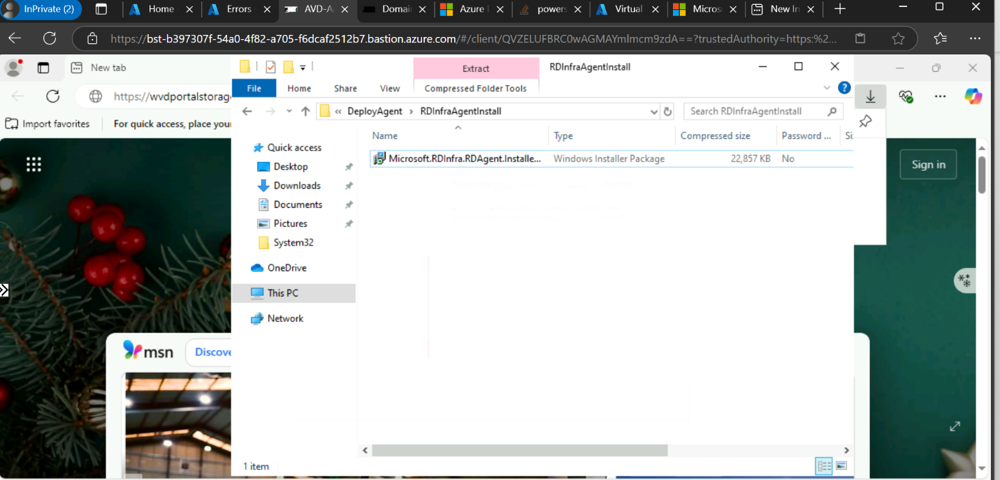 InPrivate (2)
Home
Errors -
AVD-A
Domai
Azure
powers
Virtual
Micros
New In
https://bst-b397307f-54a0-4f82-a705-f6dcaf2512b7.bastion.azure.com/#/client/QVZELUFBRC0wAGMAYmlmcm9zdA==?trustedAuthority=https:%2...
New tab
Extract
RDInfraAgentInstall
File
Home
Share
View
Compressed Folder Tools
https://wvdportalstorag
« DeployAgent › RDInfraAgentInstall
Search RDInfraAgentInstall
Import favorites
For quick access, place you
Name
Type
Compressed size
Password ...
Si
Quick access
Microsoft.RDInfra.RDAgent.Installe...
Windows Installer Package
22,857 KB
No
Sign in
Desktop
Downloads
Documents
Pictures
System32
OneDrive
This PC
Network
msn
Discove
1 item